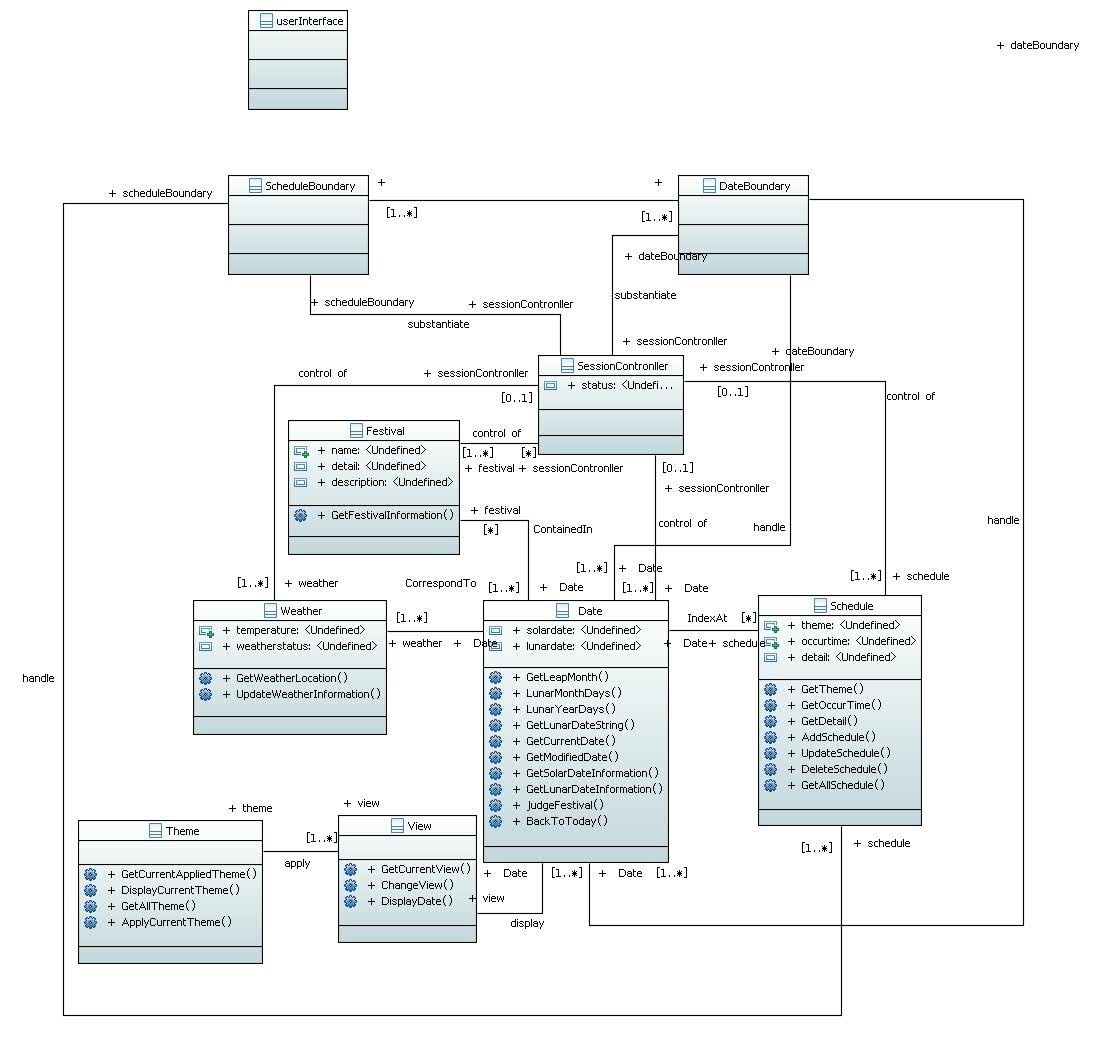 userInterface
+ dateBoundary
ScheduleBoundary
+
+
DateBoundary
+ scheduleBoundary
[1..*]
[1..*]
+ dateBoundary
substantiate
+ scheduleBoundary
+ sessionContronller
substantiate
+ sessionContronller
+ dateBoundary
control of
+ sessionContronller
[0..1]
SessionContronller
+ status: <Undefi...
+ sessionContronller
[0..1]
control of
Festival
+ name: <Undefined>
+ detail: <Undefined>
+ description: <Undefined>
+ GetFestivalInformation()
control of
[1..*]
[*]
+ festival
+ sessionContronller
[0..1]
+ sessionContronller
control of
handle
handle
+ festival
[*]
ContainedIn
[1..*]
+ weather
CorrespondTo
[1..*]
+ Date
[1..*]
+ Date
[1..*]
+ Date
[1..*]
+ schedule
Weather
+ temperature: <Undefined>
+ weatherstatus: <Undefined>
+ GetWeatherLocation()
+ UpdateWeatherInformation()
[1..*]
+ weather
+ Date
Date
+ solardate: <Undefined>
+ lunardate: <Undefined>
+ GetLeapMonth()
+ LunarMonthDays()
+ LunarYearDays()
+ GetLunarDateString()
+ GetCurrentDate()
+ GetModifiedDate()
+ GetSolarDateInformation()
+ GetLunarDateInformation()
+ JudgeFestival()
+ BackToToday()
IndexAt
[*]
+ Date
+ schedule
Schedule
+ theme: <Undefined>
+ occurtime: <Undefined>
+ detail: <Undefined>
+ GetTheme()
+ GetOccurTime()
+ GetDetail()
+ AddSchedule()
+ UpdateSchedule()
+ DeleteSchedule()
+ GetAllSchedule()
handle
+ theme
+ view
[1..*]
apply
Theme
+ GetCurrentAppliedTheme()
+ DisplayCurrentTheme()
+ GetAllTheme()
+ ApplyCurrentTheme()
View
+ GetCurrentView()
+ ChangeView()
+ DisplayDate()
+ Date
[1..*]
+ Date
[1..*]
+ view
display
[1..*]
+ schedule